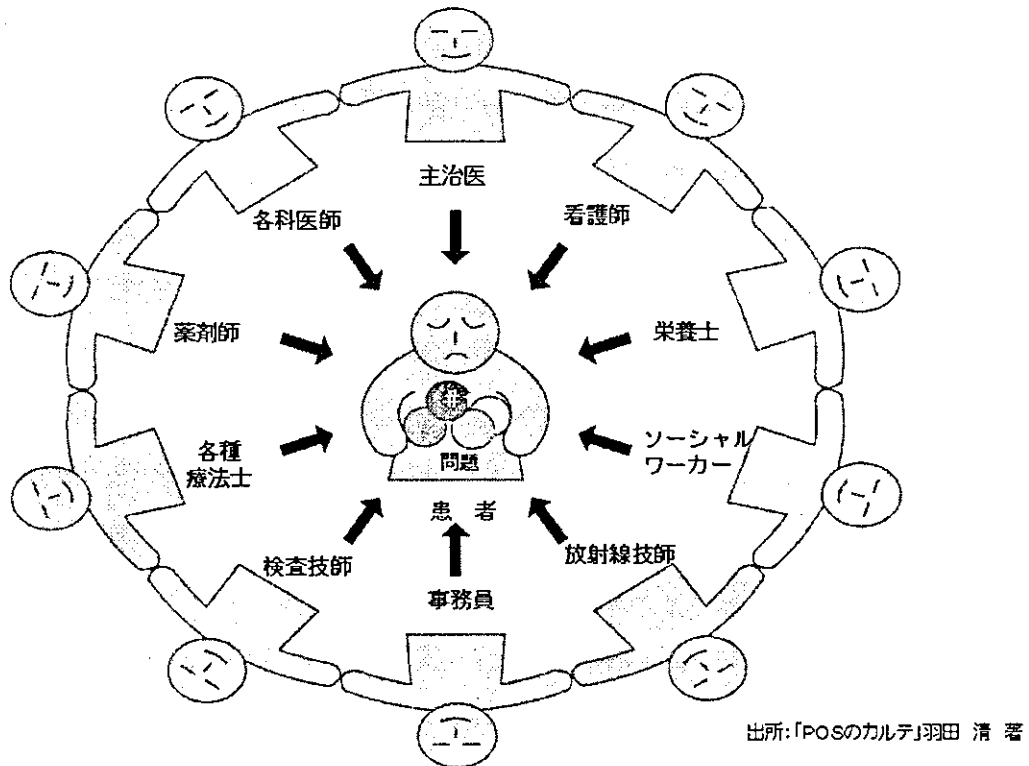 主治医
各科医師
看護師
薬剤師
栄養士
#
問題
各種
療法士
ソーシャル
ワーカー
患 者
検査技師
放射線技師
事務員
出所:「POSのカルテ」羽田 清 著